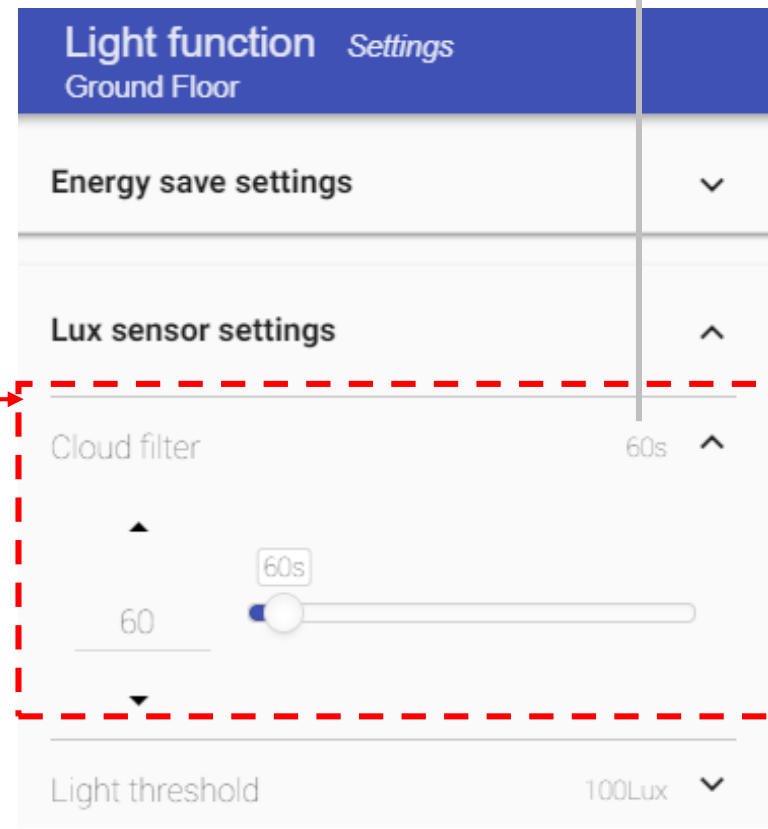 Light function Settings
Ground Floor
Energy save settings
Lux sensor settings
Cloud filter 60s
60s
60
Light threshold 100Lux